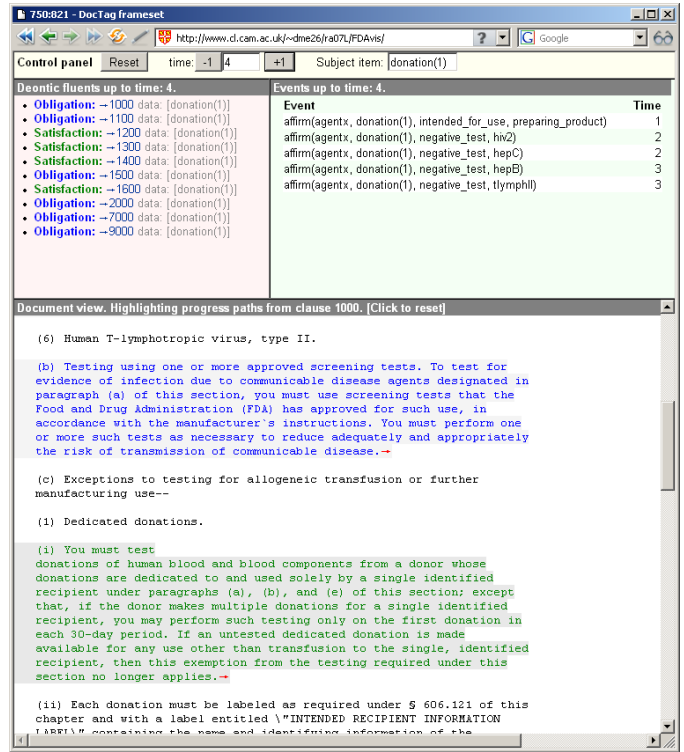 750:821 - DocTag frameset
http://www.cl.cam.ac.uk/~dme26/ra07L/FDAvis/ ? G Google
Control panel Reset time: -1 4 +1 Subject item: donation(1)
Deontic fluents up to time: 4.
• Obligation: →1000 data: [donation(1)]
• Obligation: →1100 data: [donation(1)]
• Satisfaction: →1200 data: [donation(1)]
• Satisfaction: →1300 data: [donation(1)]
• Satisfaction: →1400 data: [donation(1)]
• Obligation: →1500 data: [donation(1)]
• Satisfaction: →1600 data: [donation(1)]
• Obligation: →2000 data: [donation(1)]
• Obligation: →7000 data: [donation(1)]
• Obligation: →9000 data: [donation(1)]
Events up to time: 4.
Event Time
affirm(agentx, donation(1), intended_for_use, preparing_product) 1
affirm(agentx, donation(1), negative_test, hiv2) 2
affirm(agentx, donation(1), negative_test, hepC) 2
affirm(agentx, donation(1), negative_test, hepB) 3
affirm(agentx, donation(1), negative_test, tlymphII) 3
Document view. Highlighting progress paths from clause 1000. [Click to reset]
(6) Human T-lymphotropic virus, type II.
(b) Testing using one or more approved screening tests. To test for
evidence of infection due to communicable disease agents designated in
paragraph (a) of this section, you must use screening tests that the
Food and Drug Administration (FDA) has approved for such use, in
accordance with the manufacturer`s instructions. You must perform one
or more such tests as necessary to reduce adequately and appropriately
the risk of transmission of communicable disease.→
(c) Exceptions to testing for allogeneic transfusion or further
manufacturing use--
(1) Dedicated donations.
(i) You must test
donations of human blood and blood components from a donor whose
donations are dedicated to and used solely by a single identified
recipient under paragraphs (a), (b), and (e) of this section; except
that, if the donor makes multiple donations for a single identified
recipient, you may perform such testing only on the first donation in
each 30-day period. If an untested dedicated donation is made
available for any use other than transfusion to the single, identified
recipient, then this exemption from the testing required under this
section no longer applies.→
(ii) Each donation must be labeled as required under § 606.121 of this
chapter and with a label entitled \"INTENDED RECIPIENT INFORMATION
LABEL\" containing the name and identifying information of the